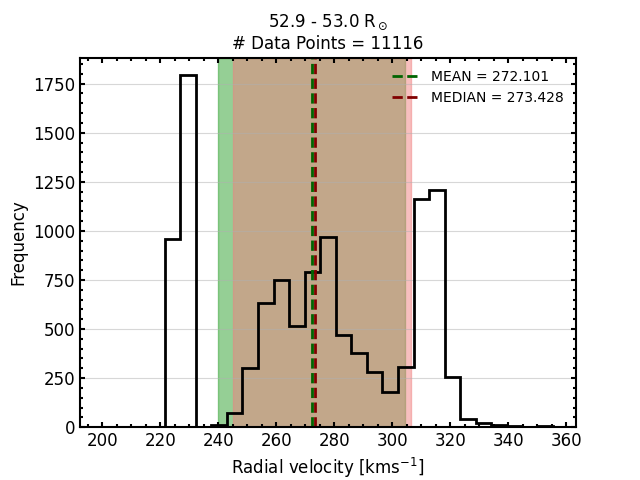 52.9 - 53.0 R⊙
# Data Points = 11116
MEAN = 272.101
MEDIAN = 273.428
1750
1500
1250
1000
750
500
250
0
Frequency
200 220 240 260 280 300 320 340 360
Radial velocity [kms⁻¹]